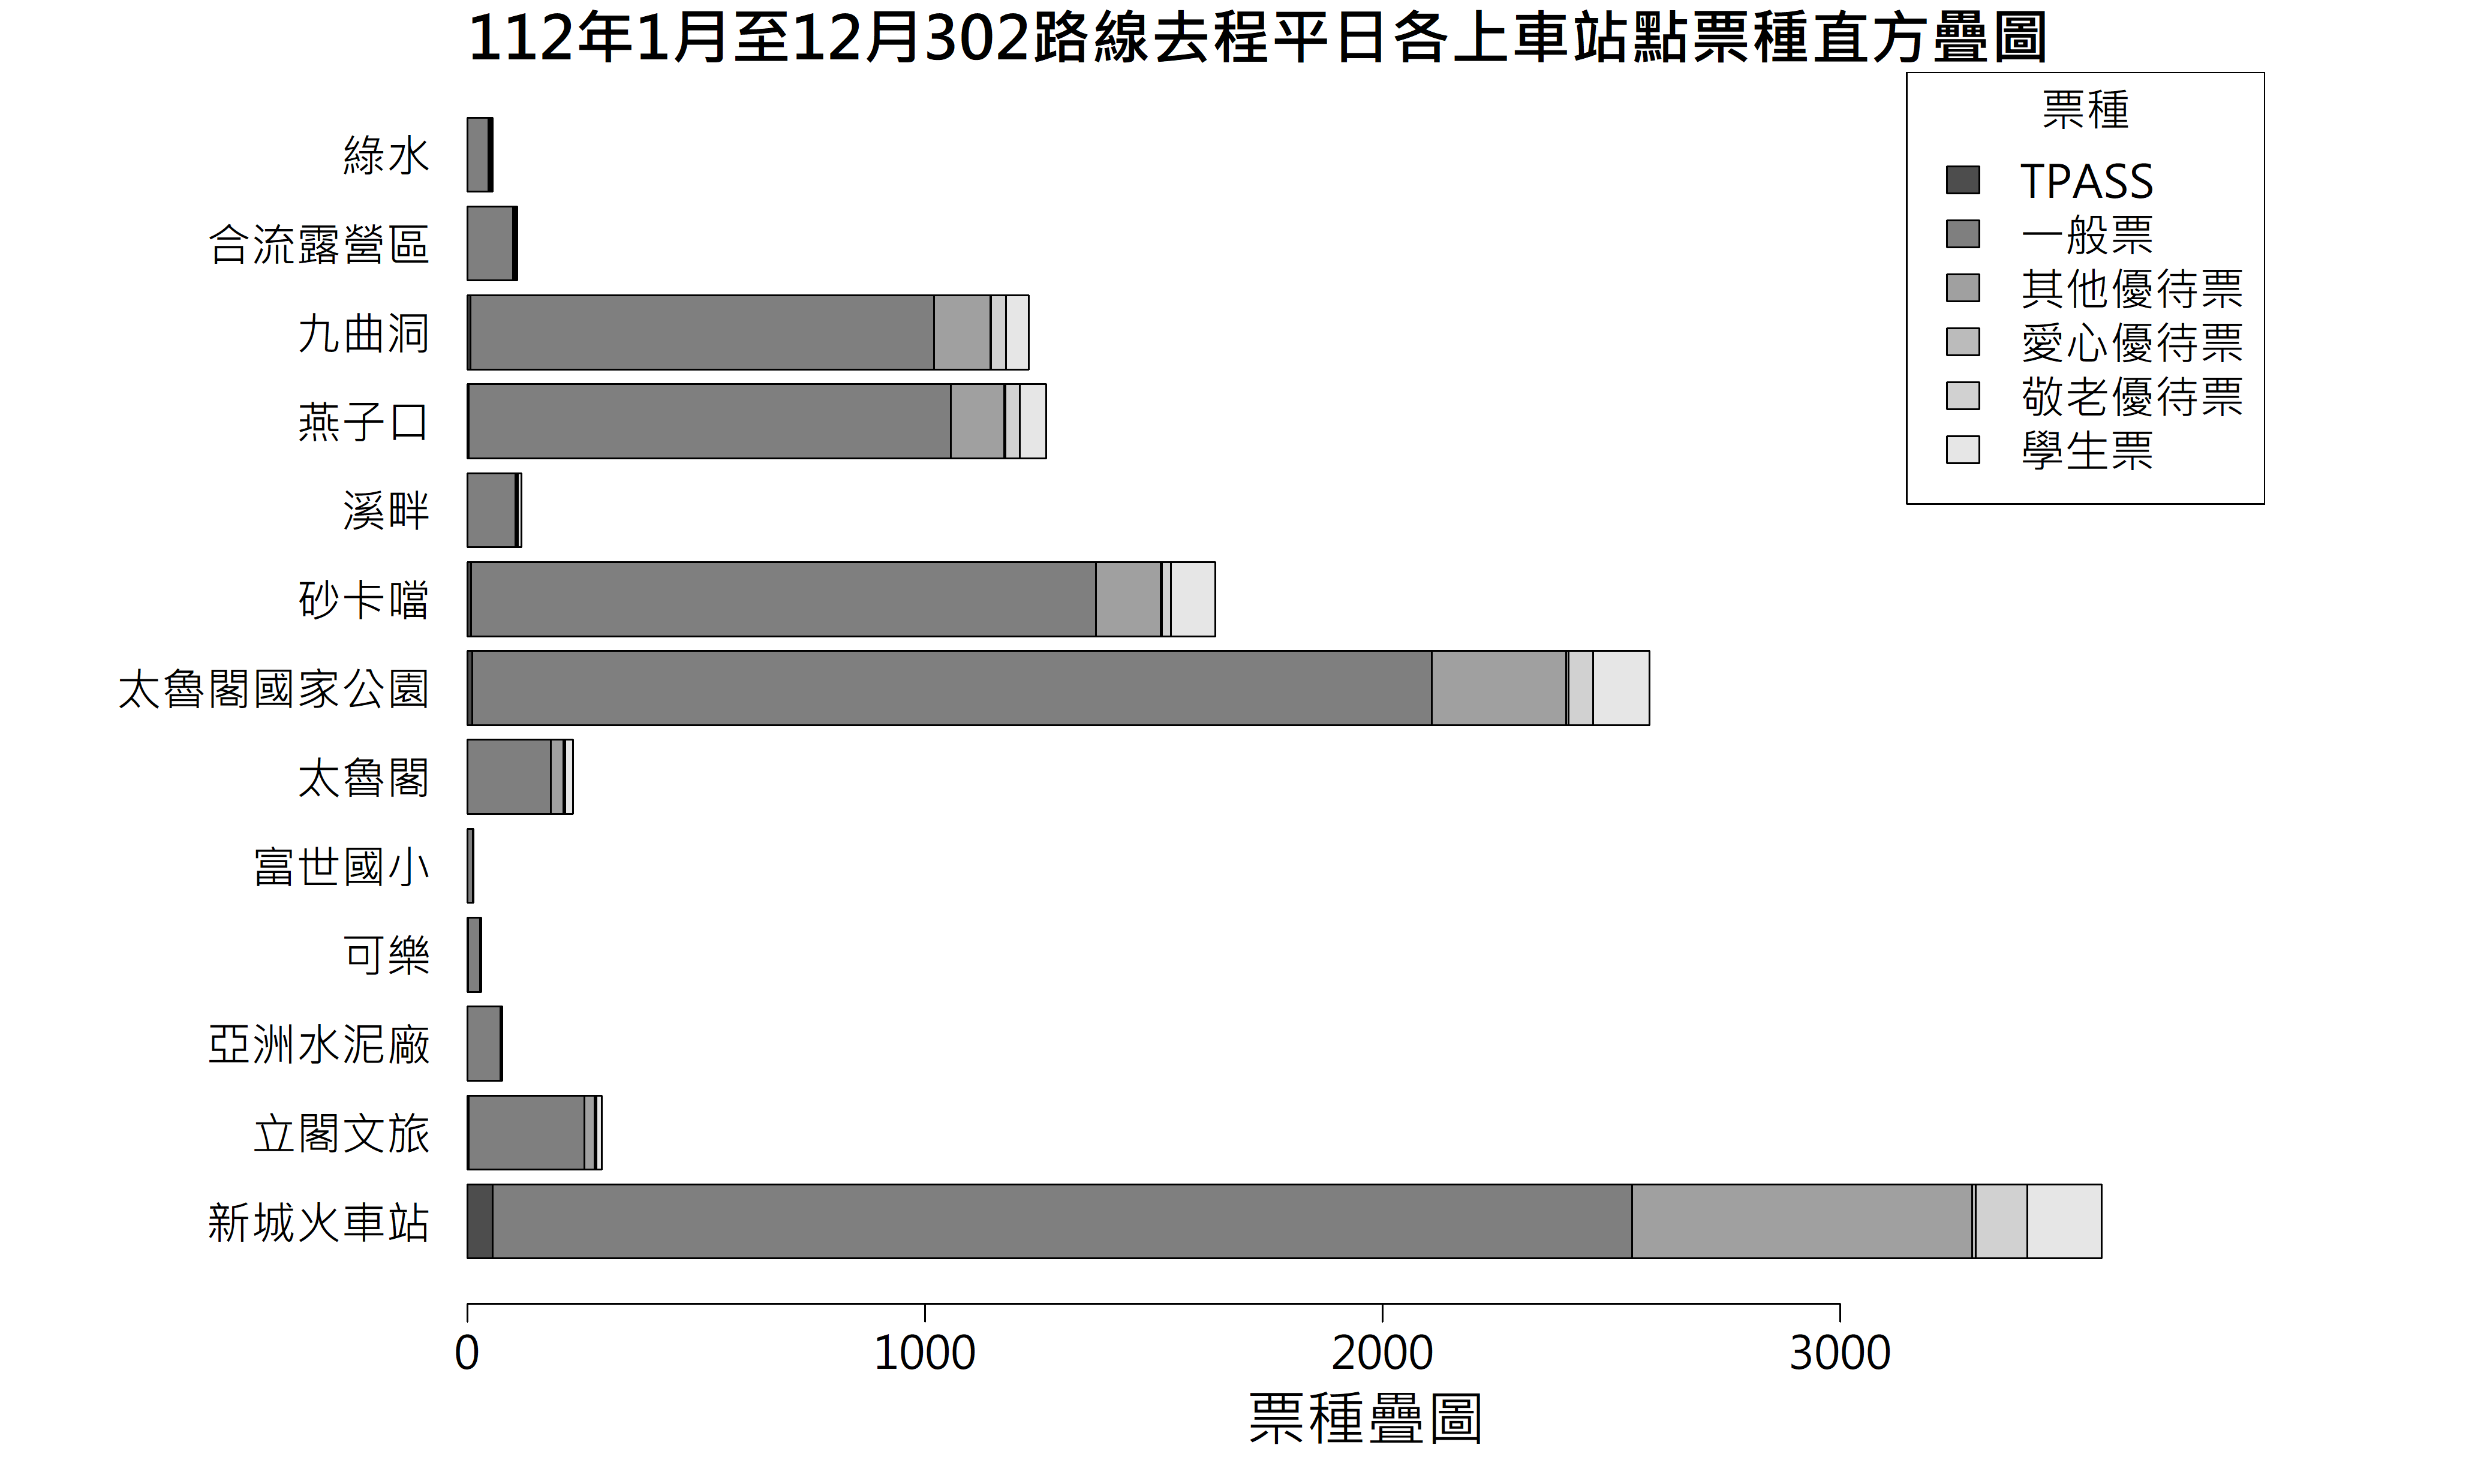 112年1月至12月302路線去程平日各上車站點票種直方疊圖
票種
TPASS
一般票
其他優待票
愛心優待票
敬老優待票
學生票
綠水
合流露營區
九曲洞
燕子口
溪畔
砂卡噹
太魯閣國家公園
太魯閣
富世國小
可樂
亞洲水泥廠
立閣文旅
新城火車站
0 1000 2000 3000
票種疊圖